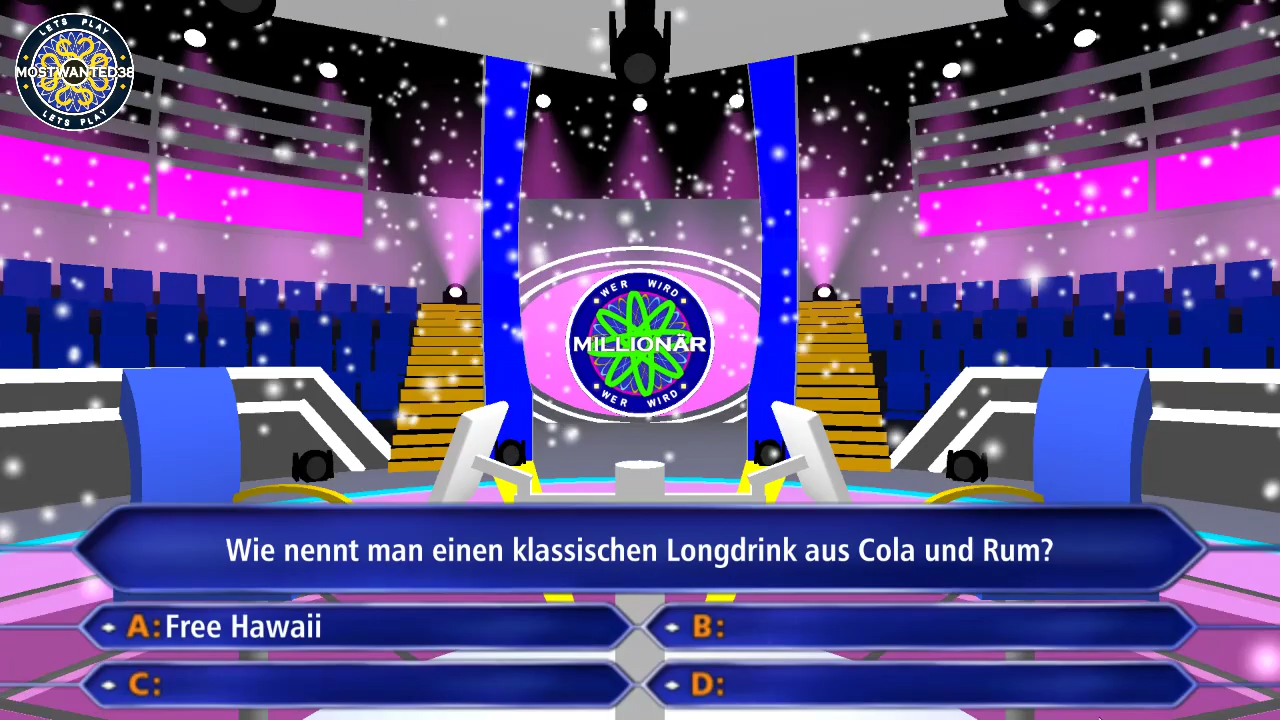 LETS PLAY
MOSTWANTED38
LETS PLAY
WER WIRD
MILLIONÄR
WER WIRD
Wie nennt man einen klassischen Longdrink aus Cola und Rum?
A: Free Hawaii
B:
C:
D: